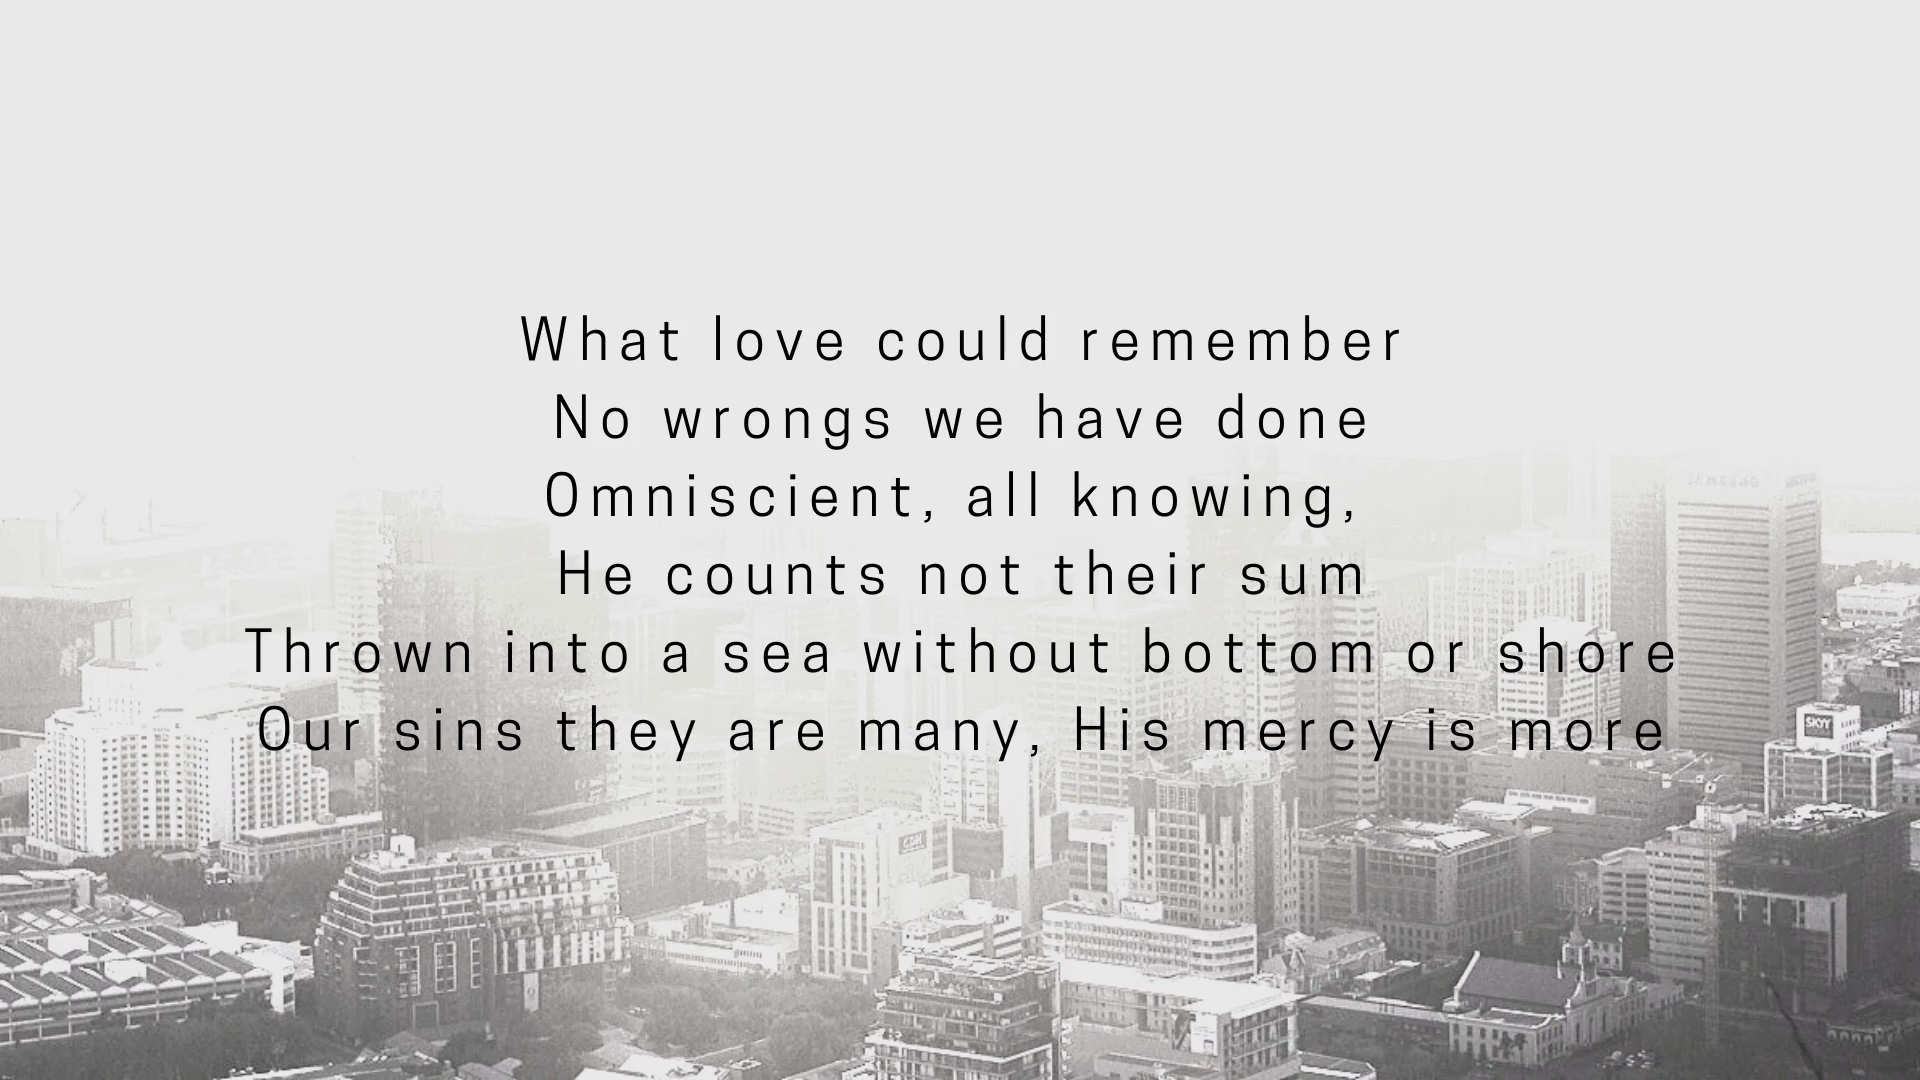 What love could remember
No wrongs we have done
Omniscient, all knowing,
He counts not their sum
Thrown into a sea without bottom or shore
Our sins they are many, His mercy is more
SKYY